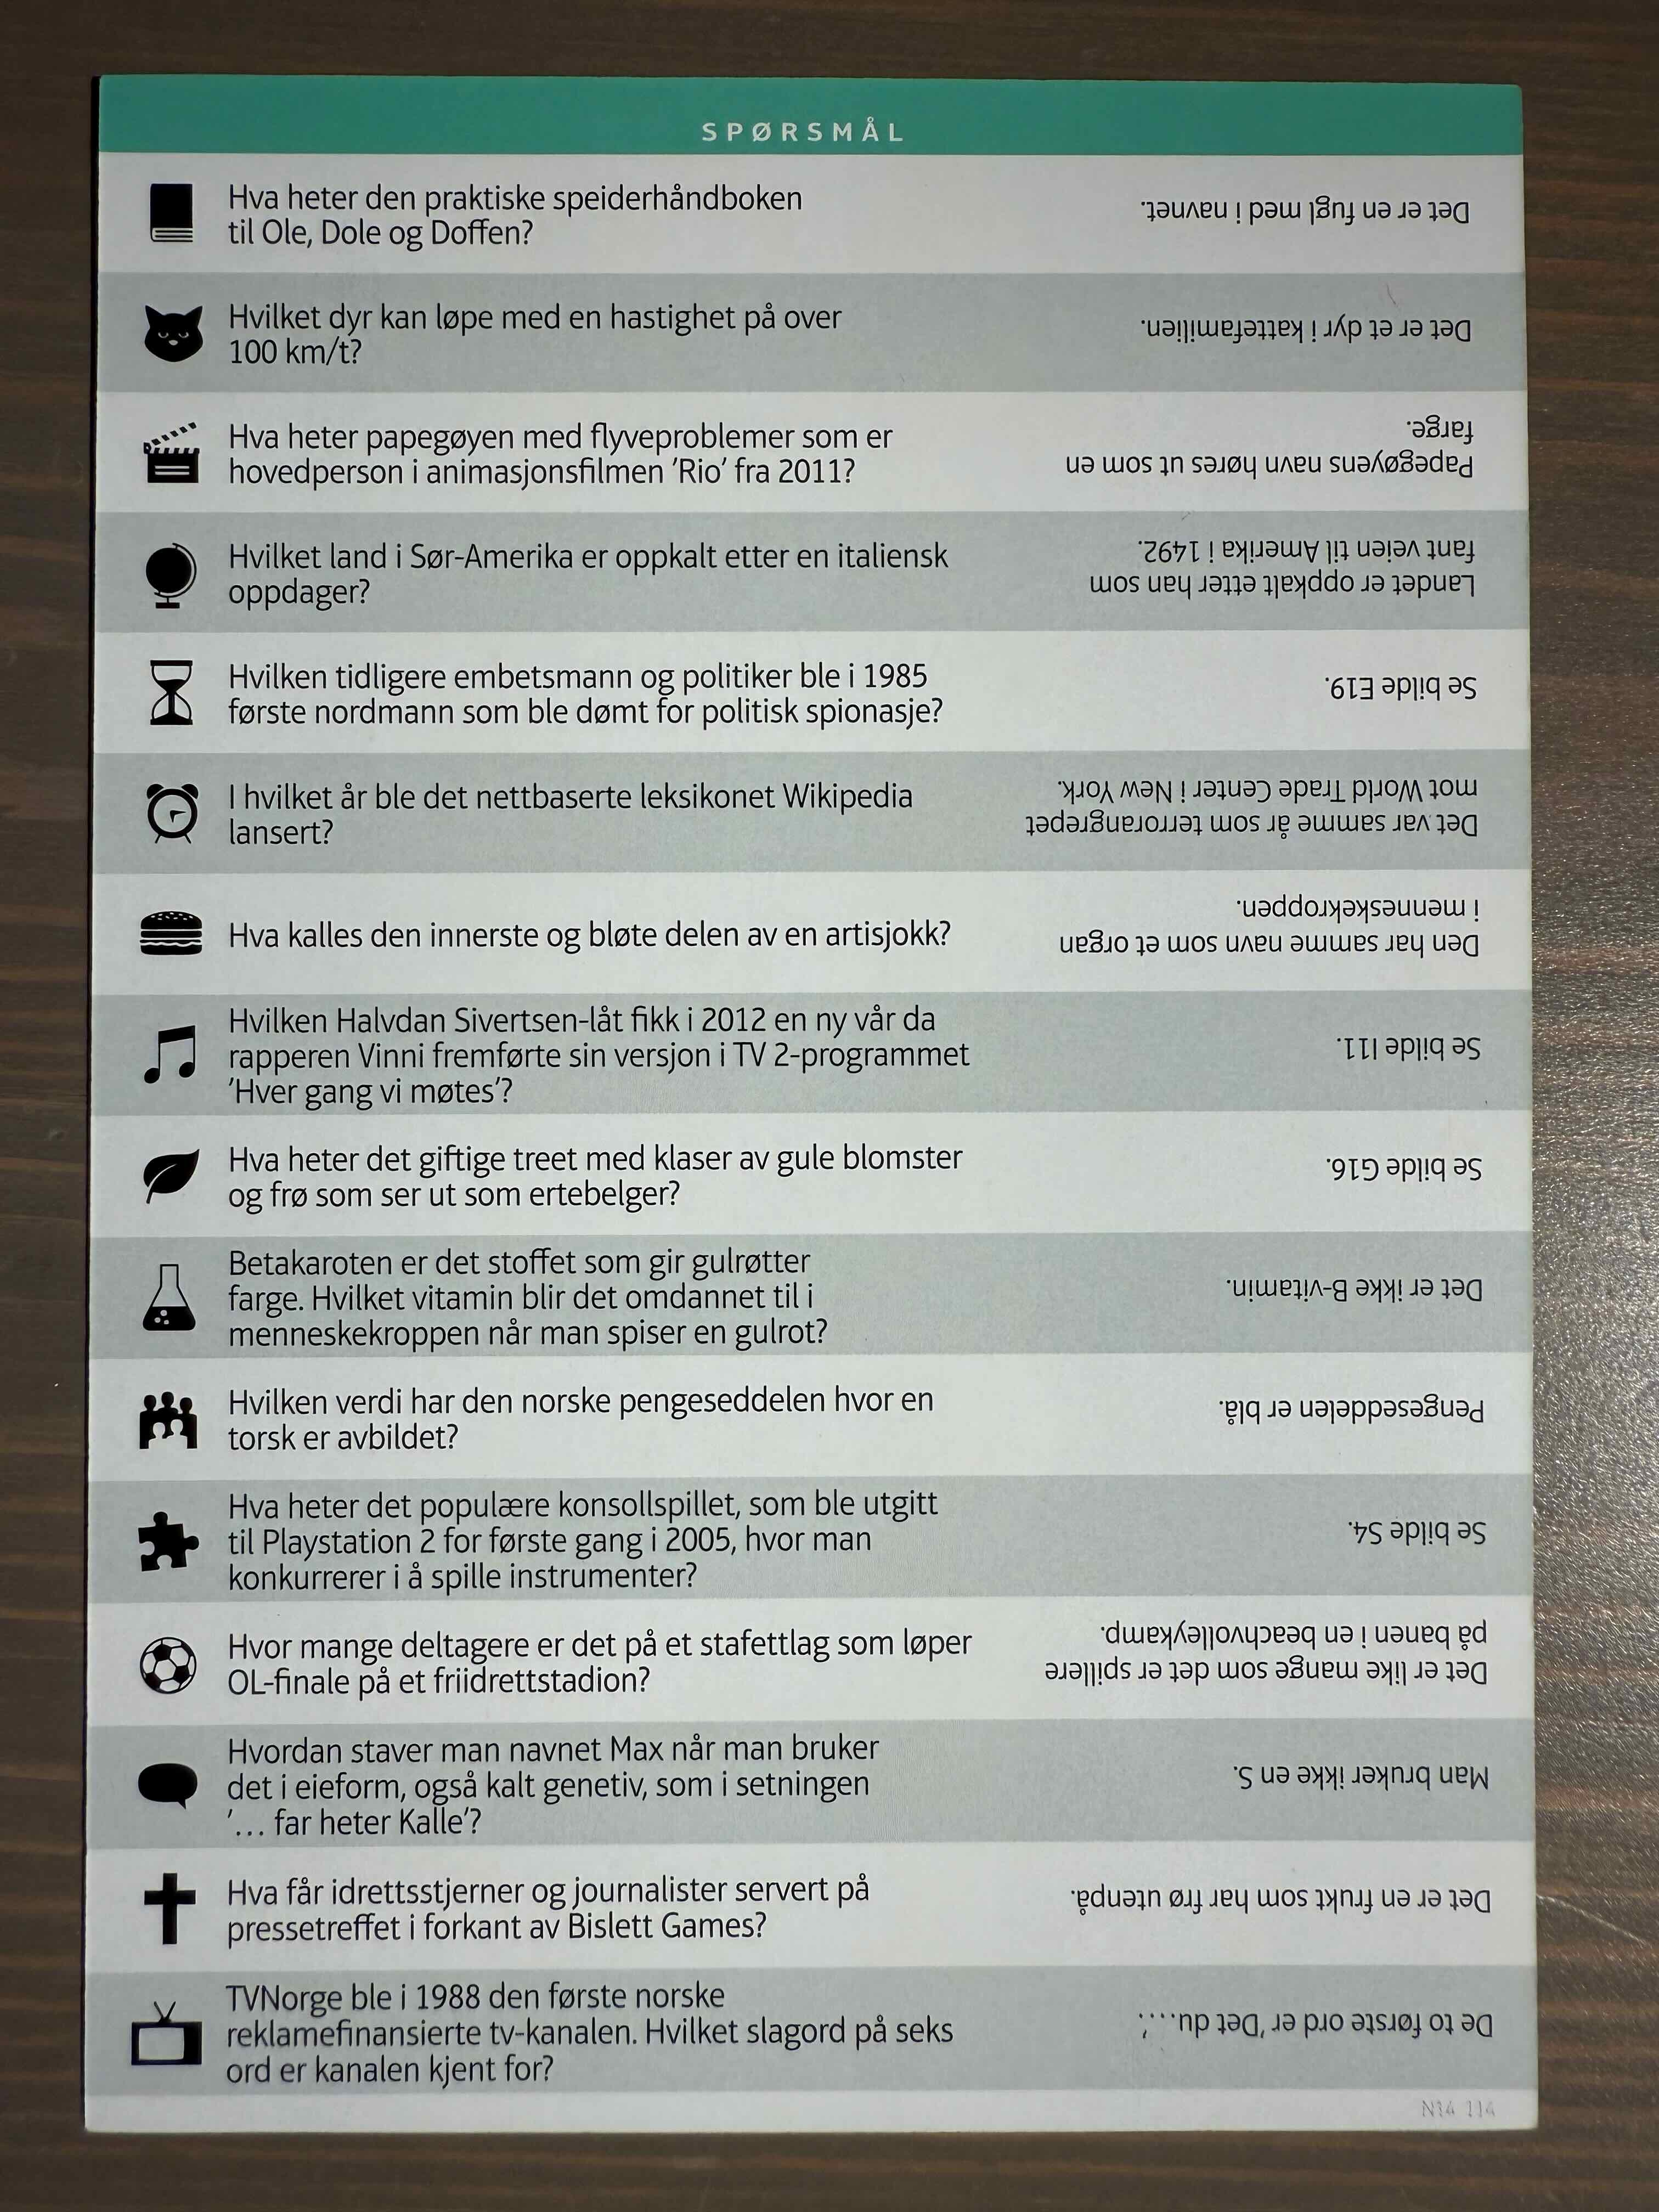 SPØRSMÅL
Hva heter den praktiske speiderhåndboken
til Ole, Dole og Doffen?
Det er en fugl med i navnet.
Hvilket dyr kan løpe med en hastighet på over
100 km/t?
Det er et dyr i kattefamilien.
Hva heter papegøyen med flyveproblemer som er
hovedperson i animasjonsfilmen ’Rio’ fra 2011?
Papegøyens navn høres ut som en
farge.
Hvilket land i Sør-Amerika er oppkalt etter en italiensk
oppdager?
Landet er oppkalt etter han som
fant veien til Amerika i 1492.
Hvilken tidligere embetsmann og politiker ble i 1985
første nordmann som ble dømt for politisk spionasje?
Se bilde E19.
I hvilket år ble det nettbaserte leksikonet Wikipedia
lansert?
Det var samme år som terrorangrepet
mot World Trade Center i New York.
Hva kalles den innerste og bløte delen av en artisjokk?
Den har samme navn som et organ
i menneskekroppen.
Hvilken Halvdan Sivertsen-låt fikk i 2012 en ny vår da
rapperen Vinni fremførte sin versjon i TV 2-programmet
’Hver gang vi møtes’?
Se bilde I11.
Hva heter det giftige treet med klaser av gule blomster
og frø som ser ut som ertebelger?
Se bilde G16.
Betakaroten er det stoffet som gir gulrøtter
farge. Hvilket vitamin blir det omdannet til i
menneskekroppen når man spiser en gulrot?
Det er ikke B-vitamin.
Hvilken verdi har den norske pengeseddelen hvor en
torsk er avbildet?
Pengeseddelen er blå.
Hva heter det populære konsollspillet, som ble utgitt
til Playstation 2 for første gang i 2005, hvor man
konkurrerer i å spille instrumenter?
Se bilde S4.
Hvor mange deltagere er det på et stafettlag som løper
OL-finale på et friidrettstadion?
Det er like mange som det er spillere
på banen i en beachvolleykamp.
Hvordan staver man navnet Max når man bruker
det i eieform, også kalt genetiv, som i setningen
’... far heter Kalle’?
Man bruker ikke en S.
Hva får idrettsstjerner og journalister servert på
pressetreffet i forkant av Bislett Games?
Det er en frukt som har frø utenpå.
TVNorge ble i 1988 den første norske
reklamefinansierte tv-kanalen. Hvilket slagord på seks
ord er kanalen kjent for?
De to første ord er ’Det du....’.
N14 114